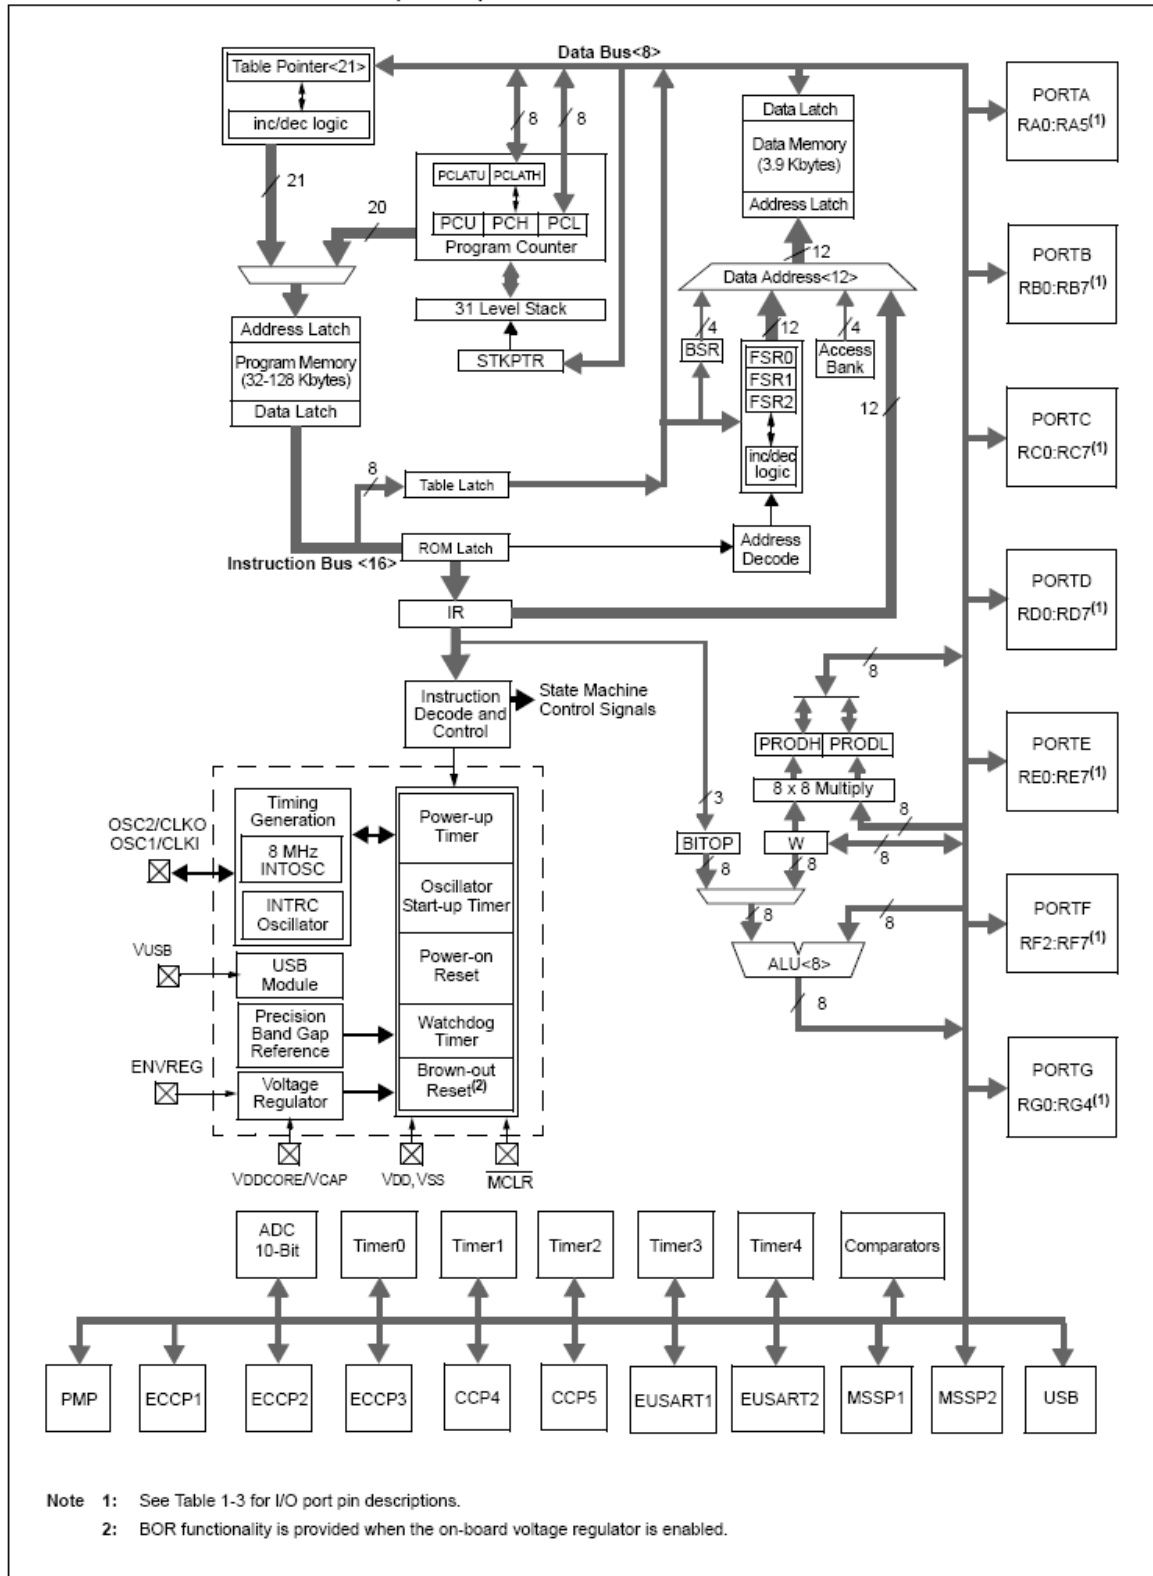 Data Bus<8>
Table Pointer<21>
inc/dec logic
21
20
8
8
PCLATU PCLATH
PCU PCH PCL
Program Counter
31 Level Stack
STKPTR
Data Latch
Data Memory
(3.9 Kbytes)
Address Latch
12
Data Address<12>
4
12
4
BSR
FSR0
FSR1
FSR2
inc/dec
logic
Access
Bank
12
Address
Decode
Address Latch
Program Memory
(32-128 Kbytes)
Data Latch
8
Table Latch
Instruction Bus <16>
ROM Latch
IR
Instruction
Decode and
Control
State Machine
Control Signals
8
PRODH PRODL
8 x 8 Multiply
3
8
BITOP
W
8
8
8
8
8
ALU<8>
8
OSC2/CLKO
OSC1/CLKI
Timing
Generation
8 MHz
INTOSC
INTRC
Oscillator
VUSB
USB
Module
Precision
Band Gap
Reference
ENVREG
Voltage
Regulator
Power-up
Timer
Oscillator
Start-up Timer
Power-on
Reset
Watchdog
Timer
Brown-out
Reset(2)
VDDCORE/VCAP
VDD,VSS
MCLR
PORTA
RA0:RA5(1)
PORTB
RB0:RB7(1)
PORTC
RC0:RC7(1)
PORTD
RD0:RD7(1)
PORTE
RE0:RE7(1)
PORTF
RF2:RF7(1)
PORTG
RG0:RG4(1)
ADC
10-Bit
Timer0
Timer1
Timer2
Timer3
Timer4
Comparators
PMP
ECCP1
ECCP2
ECCP3
CCP4
CCP5
EUSART1
EUSART2
MSSP1
MSSP2
USB
Note 1: See Table 1-3 for I/O port pin descriptions.
2: BOR functionality is provided when the on-board voltage regulator is enabled.